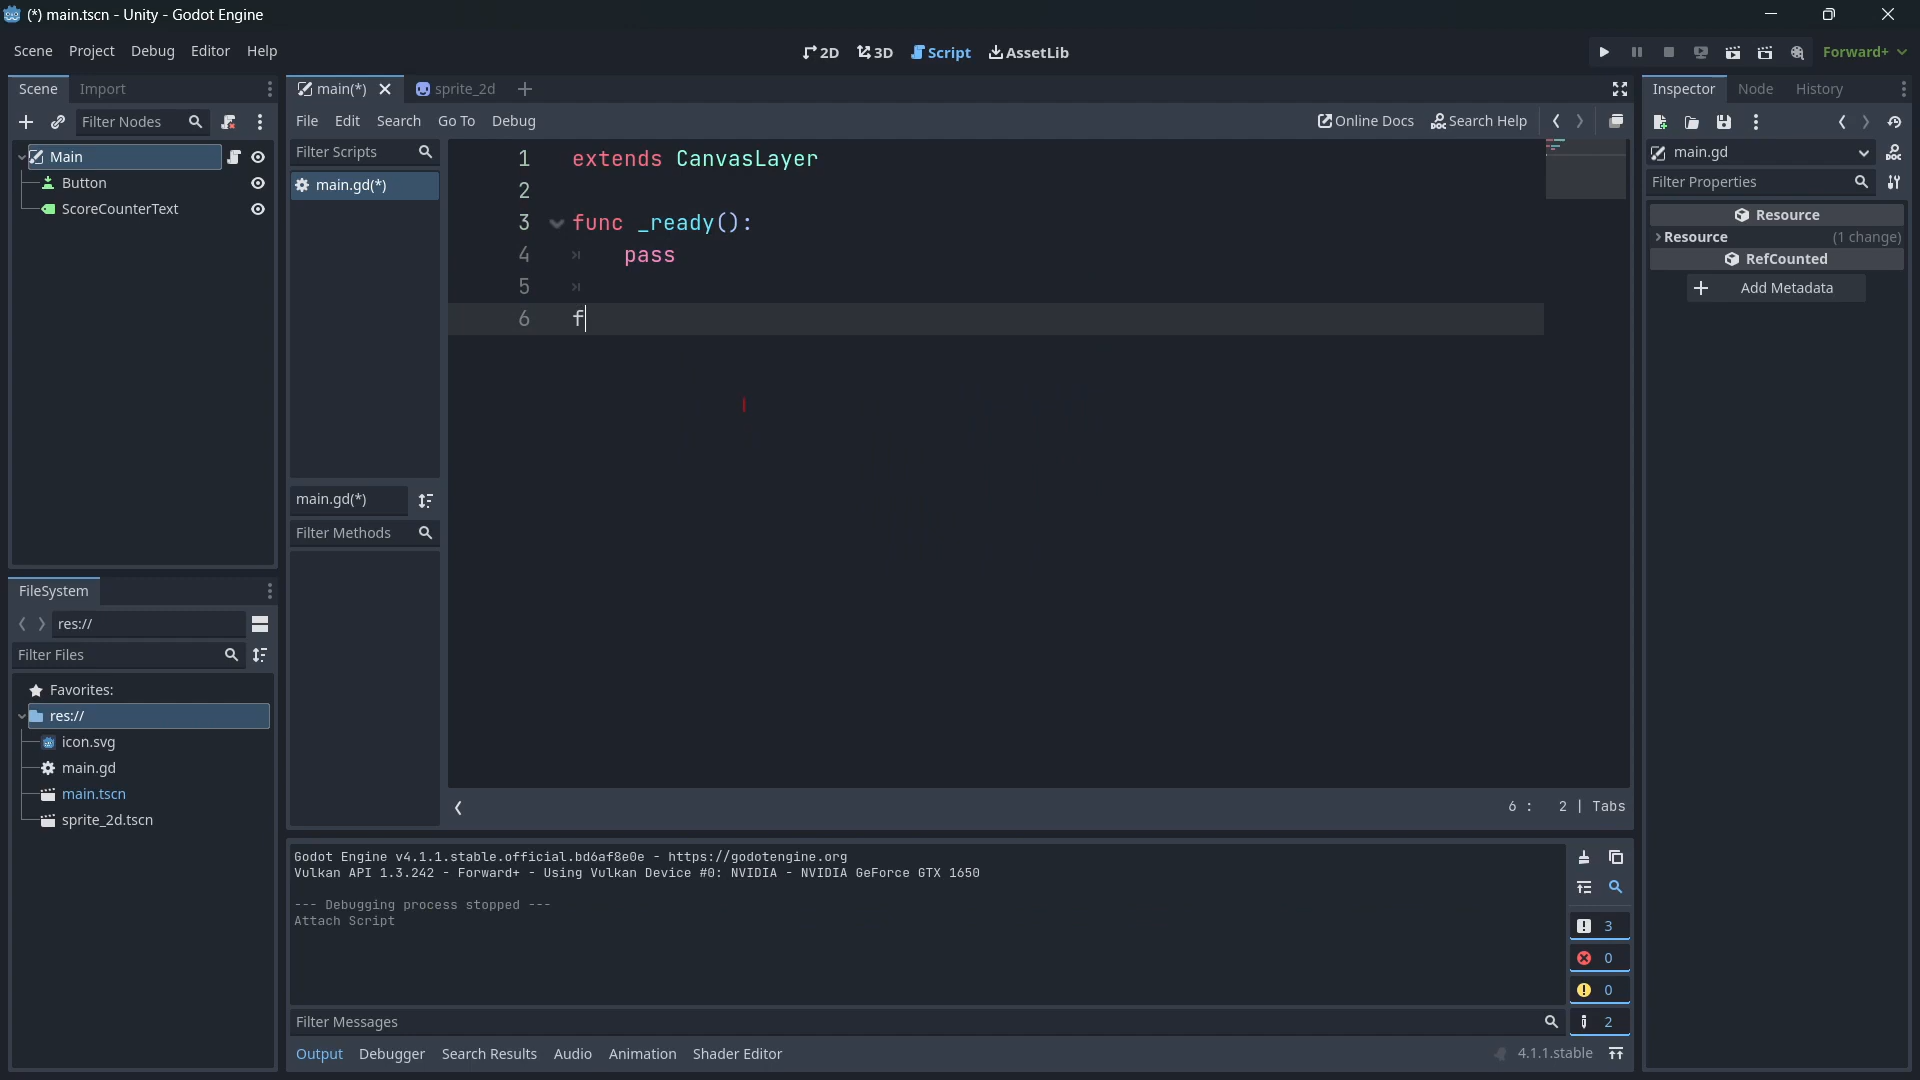 (*) main.tscn - Unity - Godot Engine
Scene Project Debug Editor Help
2D 3D Script AssetLib
Forward+
Scene Import
Filter Nodes
Main
Button
ScoreCounterText
FileSystem
res://
Filter Files
Favorites:
res://
icon.svg
main.gd
main.tscn
sprite_2d.tscn
main(*) sprite_2d
File Edit Search Go To Debug
Online Docs Search Help
Filter Scripts
main.gd(*)
main.gd(*)
Filter Methods
1 extends CanvasLayer
2
3 func _ready():
4 pass
5
6 f
6 : 2 | Tabs
Godot Engine v4.1.1.stable.official.bd6af8e0e - https://godotengine.org
Vulkan API 1.3.242 - Forward+ - Using Vulkan Device #0: NVIDIA - NVIDIA GeForce GTX 1650
--- Debugging process stopped ---
Attach Script
3
0
0
2
Filter Messages
Output Debugger Search Results Audio Animation Shader Editor
4.1.1.stable
Inspector Node History
main.gd
Filter Properties
Resource
Resource (1 change)
RefCounted
Add Metadata